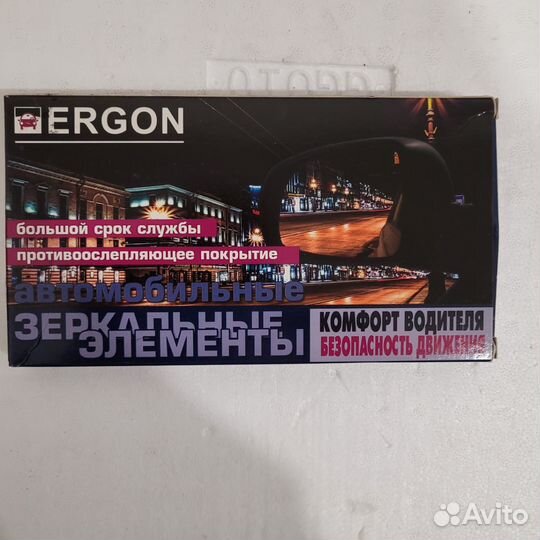 ERGON
большой срок службы
противоослепляющее покрытие
автомобильные
ЗЕРКАЛЬНЫЕ
ЭЛЕМЕНТЫ
КОМФОРТ ВОДИТЕЛЯ
БЕЗОПАСНОСТЬ ДВИЖЕНИЯ
Avito